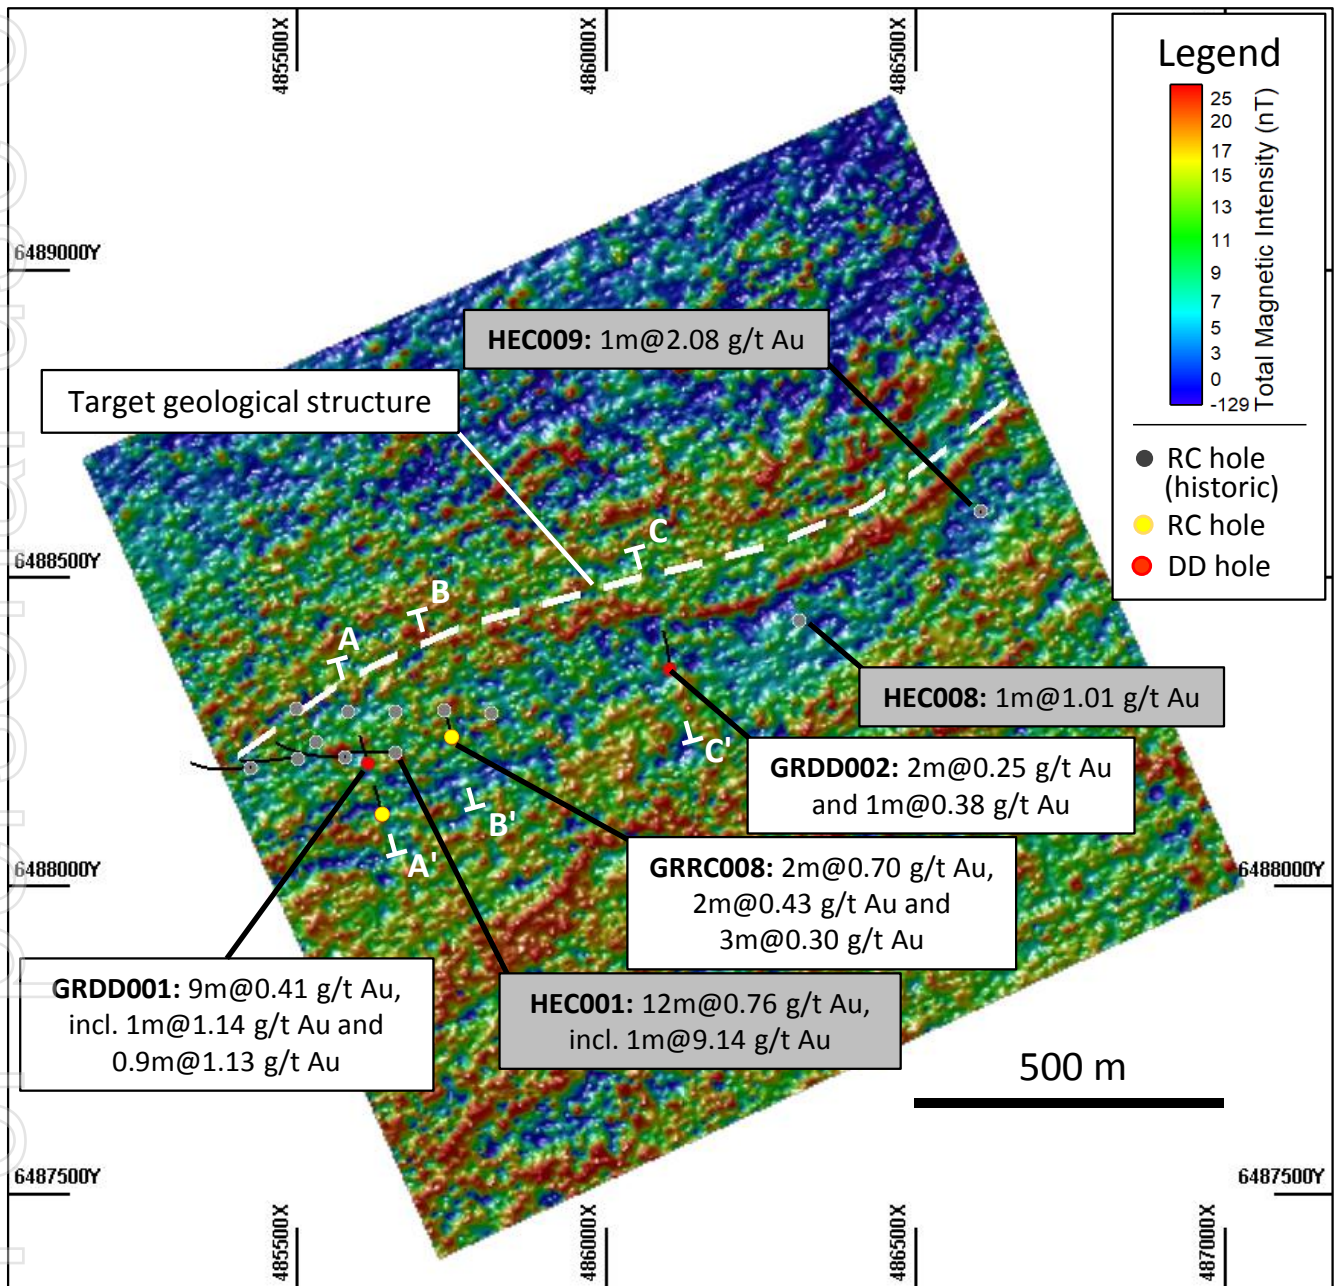 485500X
486000X
486500X
Legend
25
20
17
15
13
11
9
7
5
3
0
-129
Total Magnetic Intensity (nT)
RC hole
(historic)
RC hole
DD hole
6489000Y
HEC009: 1m@2.08 g/t Au
Target geological structure
6488500Y
C
B
A
HEC008: 1m@1.01 g/t Au
C'
GRDD002: 2m@0.25 g/t Au
and 1m@0.38 g/t Au
B'
A'
6488000Y
6488000Y
GRRC008: 2m@0.70 g/t Au,
2m@0.43 g/t Au and
3m@0.30 g/t Au
GRDD001: 9m@0.41 g/t Au,
incl. 1m@1.14 g/t Au and
0.9m@1.13 g/t Au
HEC001: 12m@0.76 g/t Au,
incl. 1m@9.14 g/t Au
500 m
6487500Y
6487500Y
485500X
486000X
486500X
487000X